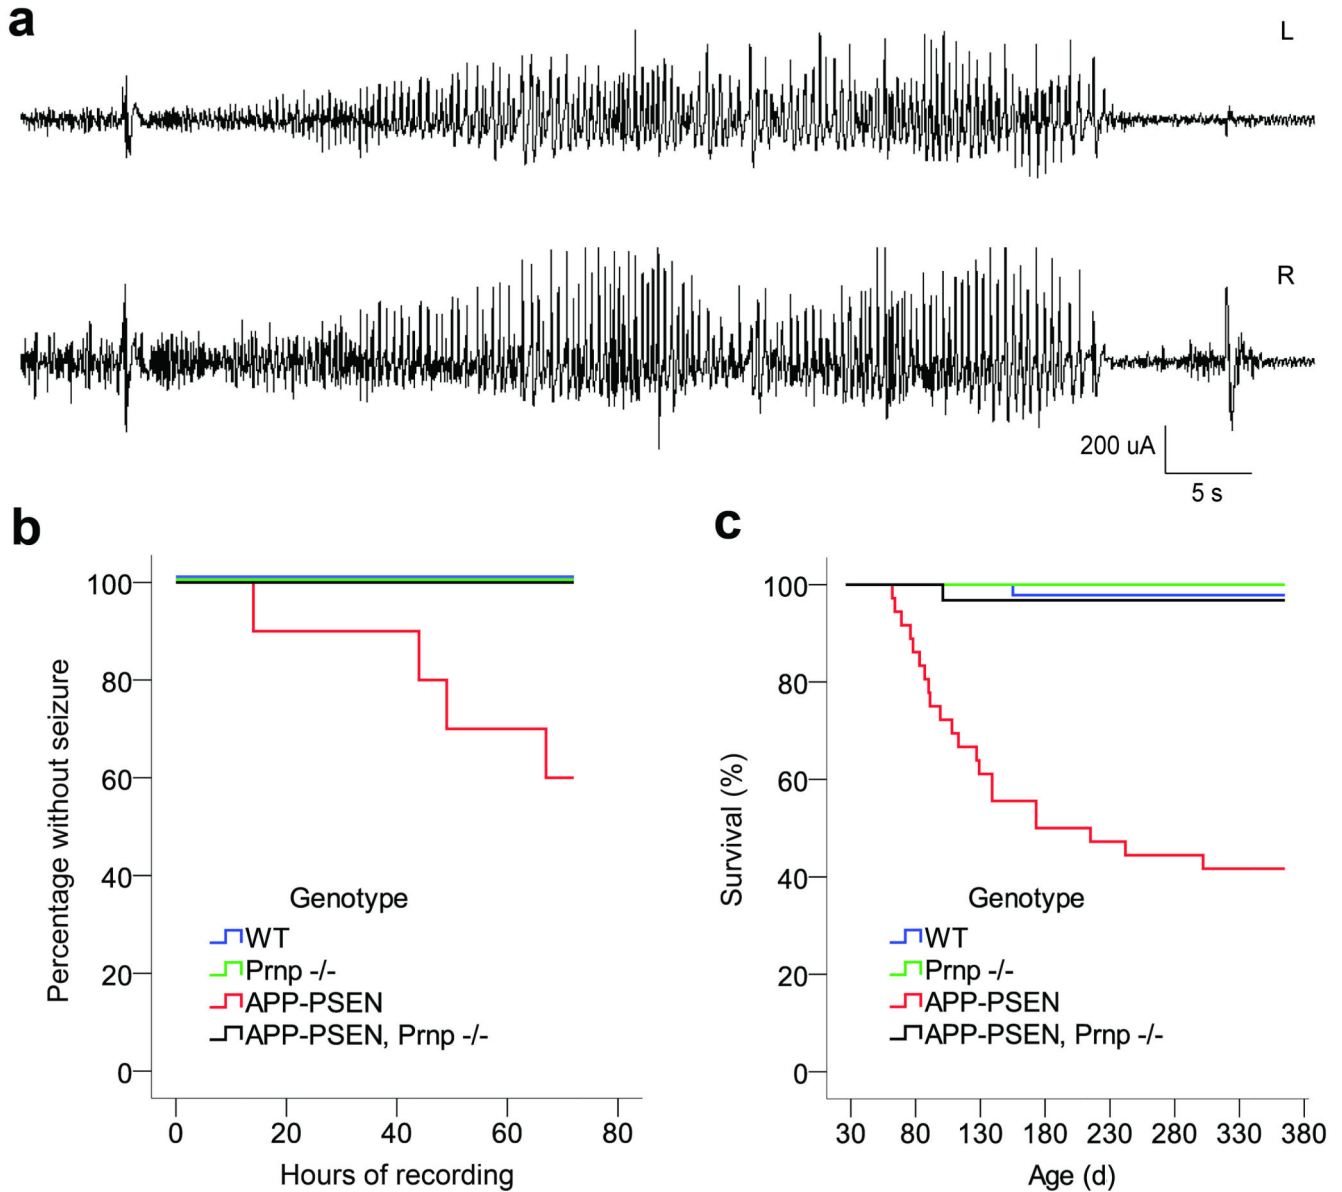 a
L
R
200 uA
5 s
b
100
80
60
40
20
0
Percentage without seizure
Genotype
WT
Prnp -/-
APP-PSEN
APP-PSEN, Prnp -/-
0 20 40 60 80
Hours of recording
c
100
80
60
40
20
0
Survival (%)
Genotype
WT
Prnp -/-
APP-PSEN
APP-PSEN, Prnp -/-
30 80 130 180 230 280 330 380
Age (d)